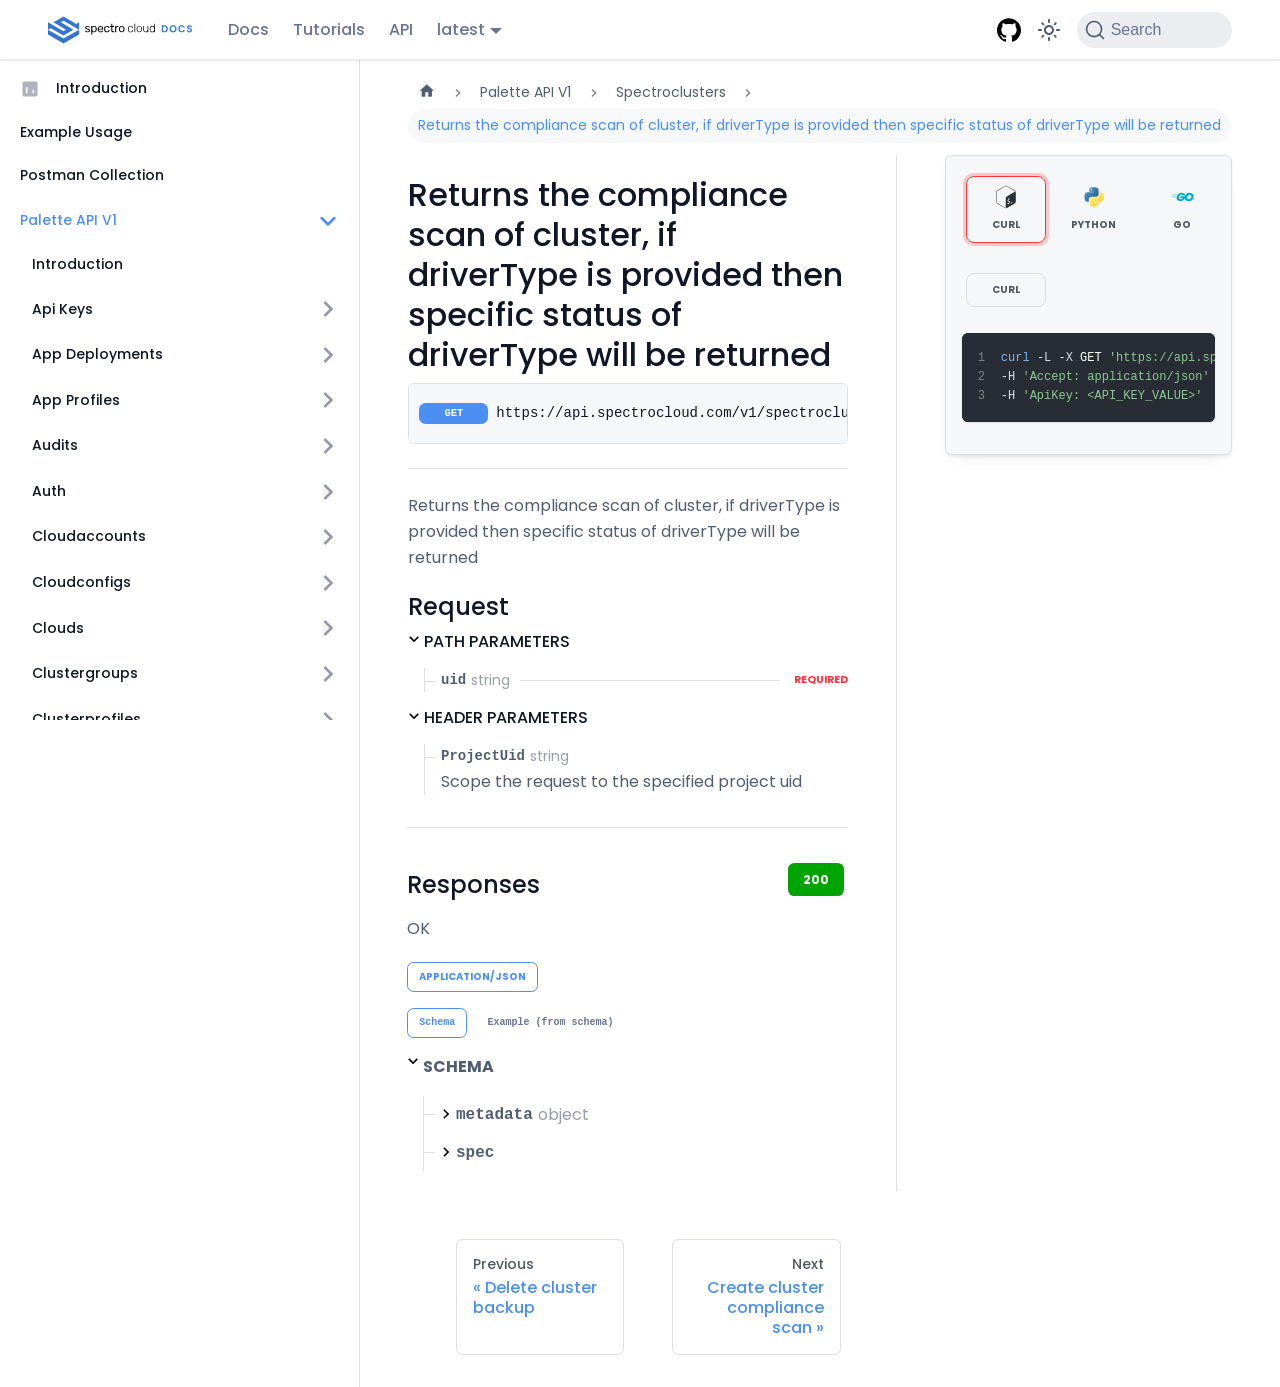 spectro cloud DOCS
Docs Tutorials API latest
Search
Introduction
Example Usage
Postman Collection
Palette API V1
Introduction
Api Keys
App Deployments
App Profiles
Audits
Auth
Cloudaccounts
Cloudconfigs
Clouds
Clustergroups
Clusterprofiles
Palette API V1 Spectroclusters
Returns the compliance scan of cluster, if driverType is provided then specific status of driverType will be returned
Returns the compliance
scan of cluster, if
driverType is provided then
specific status of
driverType will be returned
GET https://api.spectrocloud.com/v1/spectroclu
Returns the compliance scan of cluster, if driverType is
provided then specific status of driverType will be
returned
Request
PATH PARAMETERS
uid string REQUIRED
HEADER PARAMETERS
ProjectUid string
Scope the request to the specified project uid
Responses 200
OK
APPLICATION/JSON
Schema Example (from schema)
SCHEMA
metadata object
spec
CURL PYTHON GO
CURL
1 curl -L -X GET 'https://api.sp
2 -H 'Accept: application/json'
3 -H 'ApiKey: <API_KEY_VALUE>'
Previous
« Delete cluster
backup
Next
Create cluster
compliance
scan »